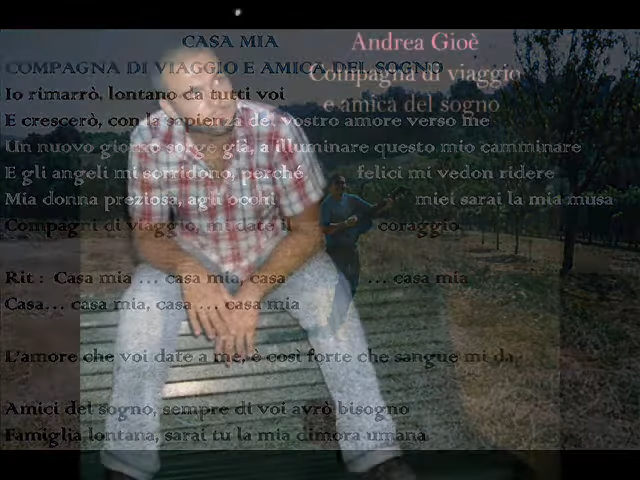 CASA MIA
Andrea Gioè
COMPAGNA DI VIAGGIO E AMICA DEL SOGNO
Compagna di viaggio
e amica del sogno
Io rimarrò, lontano da tutti voi
E crescerò, con la sapienza del vostro amore verso me
Un nuovo giorno sorge già, a illuminare questo mio camminare
E gli angeli mi sorridono, perché felici mi vedon ridere
Mia donna preziosa, agli occhi miei sarai la mia musa
Compagni di viaggio, mi date il coraggio
Rit : Casa mia ... casa mia, casa ... casa mia
Casa... casa mia, casa ... casa mia
L'amore che voi date a me, è così forte che sangue mi da,
Amici del sogno, sempre di voi avrò bisogno
Famiglia lontana, sarai tu la mia dimora umana